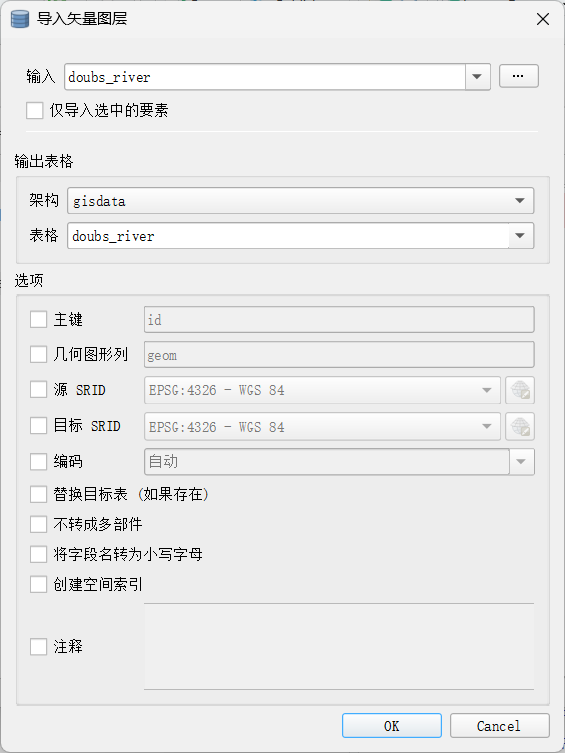 导入矢量图层
输入 doubs_river ...
仅导入选中的要素
输出表格
架构 gisdata
表格 doubs_river
选项
主键 id
几何图形列 geom
源 SRID EPSG:4326 - WGS 84
目标 SRID EPSG:4326 - WGS 84
编码 自动
替换目标表 (如果存在)
不转成多部件
将字段名转为小写字母
创建空间索引
注释
OK Cancel